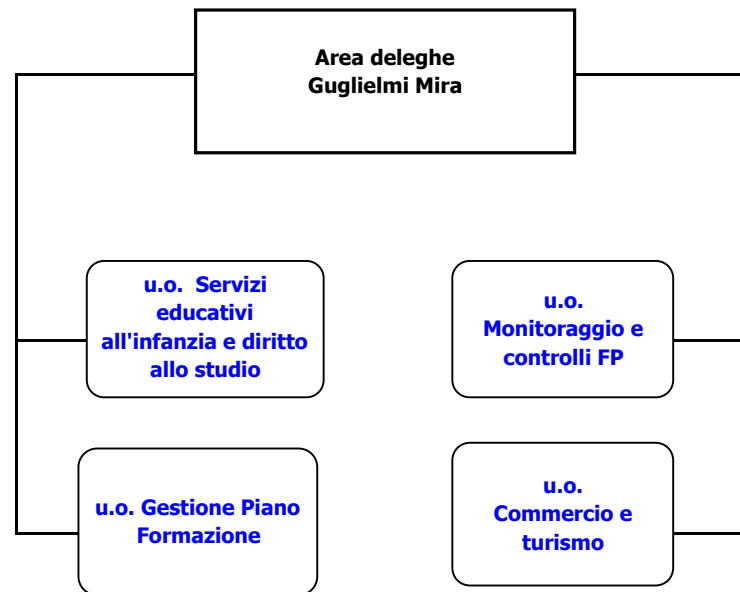 Area deleghe
Guglielmi Mira
u.o. Servizi
educativi
all'infanzia e diritto
allo studio
u.o.
Monitoraggio e
controlli FP
u.o. Gestione Piano
Formazione
u.o.
Commercio e
turismo